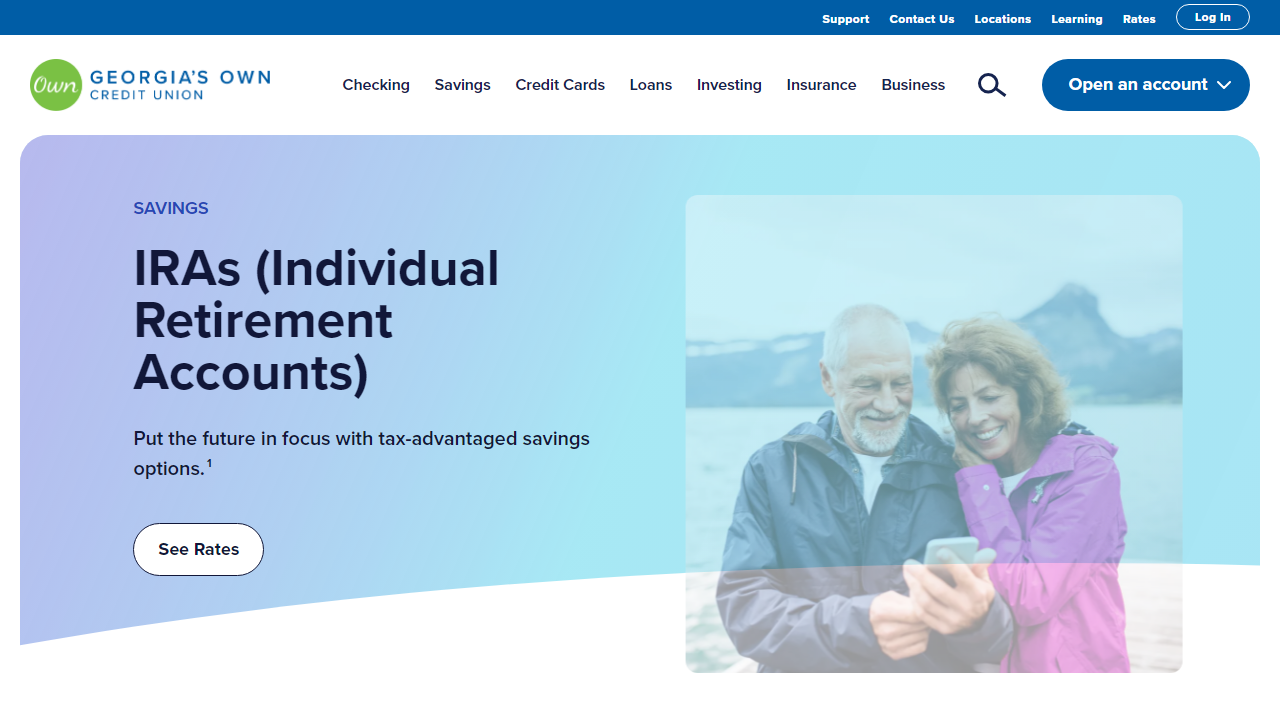 Support Contact Us Locations Learning Rates Log In
Own GEORGIA'S OWN
CREDIT UNION
Checking Savings Credit Cards Loans Investing Insurance Business Open an account
SAVINGS
IRAs (Individual
Retirement
Accounts)
Put the future in focus with tax-advantaged savings
options.¹
See Rates